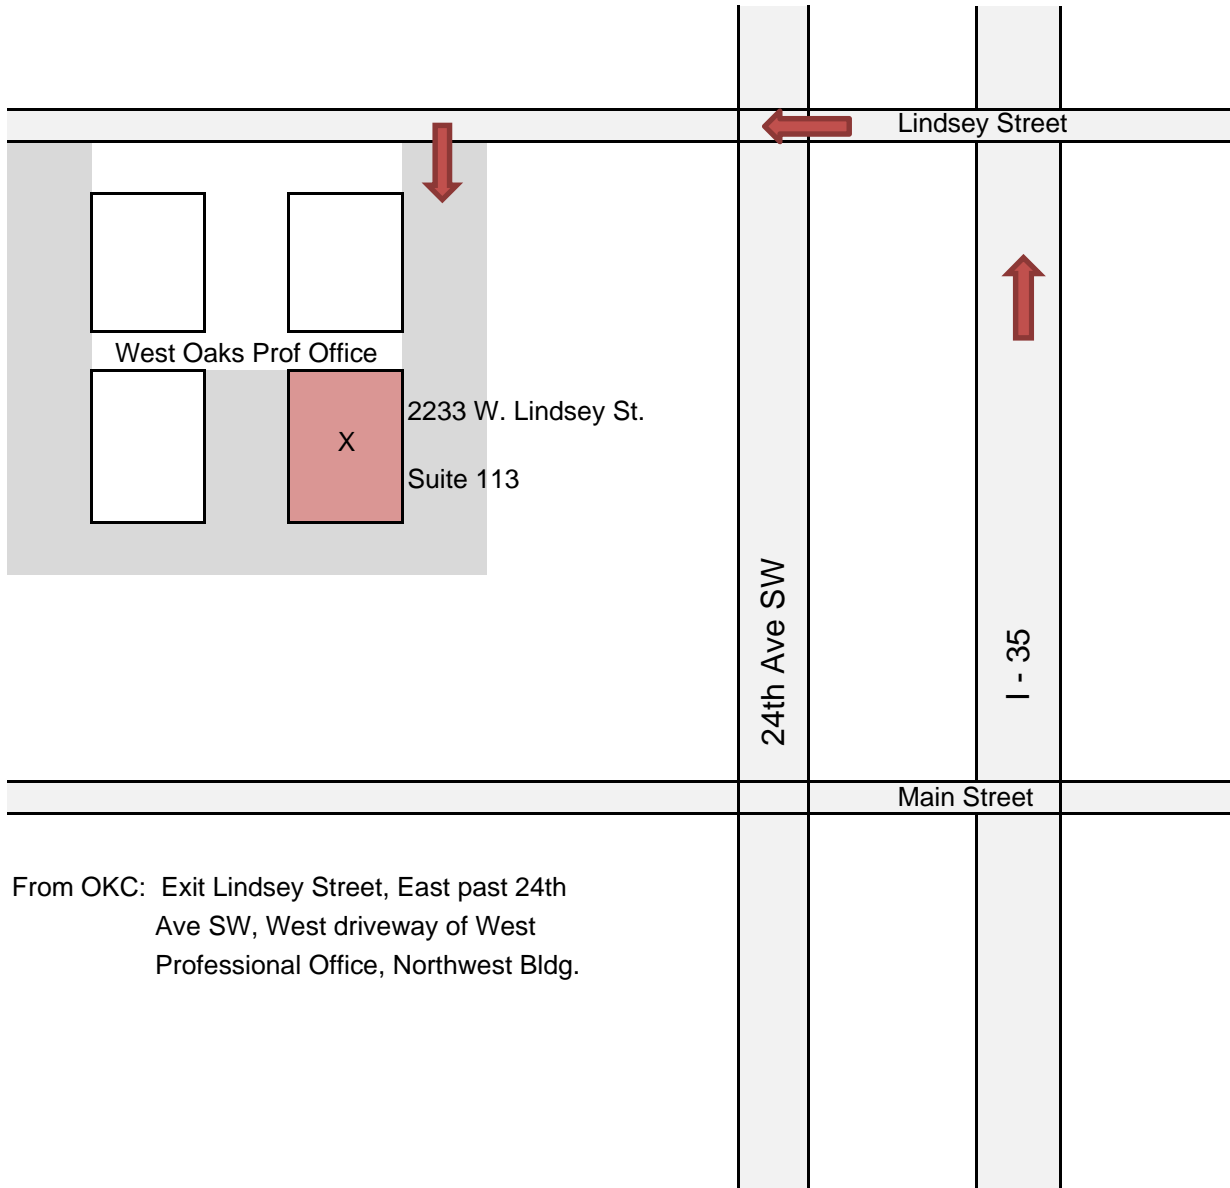 Lindsey Street
West Oaks Prof Office
2233 W. Lindsey St.
X
Suite 113
24th Ave SW
I - 35
Main Street
From OKC: Exit Lindsey Street, East past 24th
Ave SW, West driveway of West
Professional Office, Northwest Bldg.